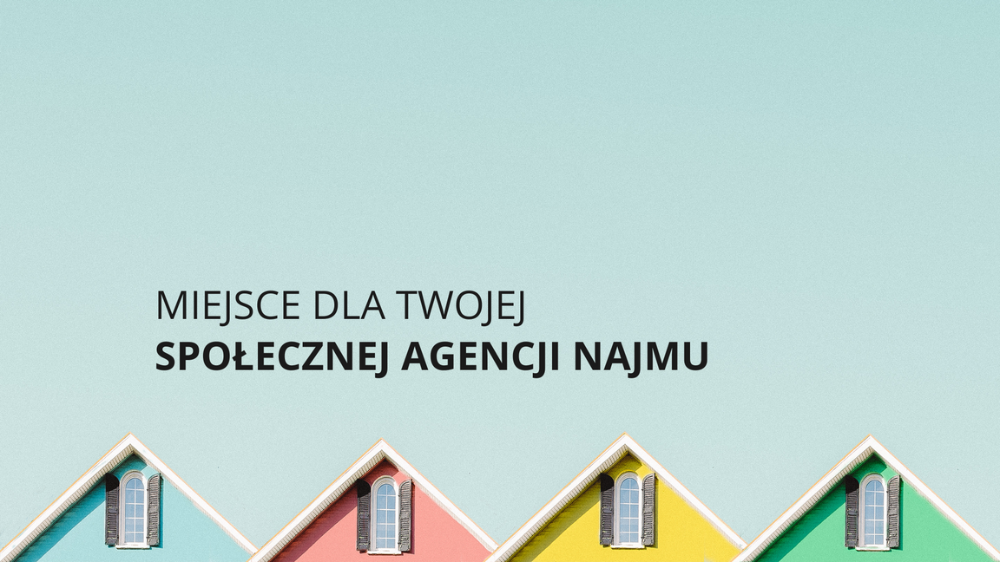 MIEJSCE DLA TWOJEJ
SPOŁECZNEJ AGENCJI NAJMU